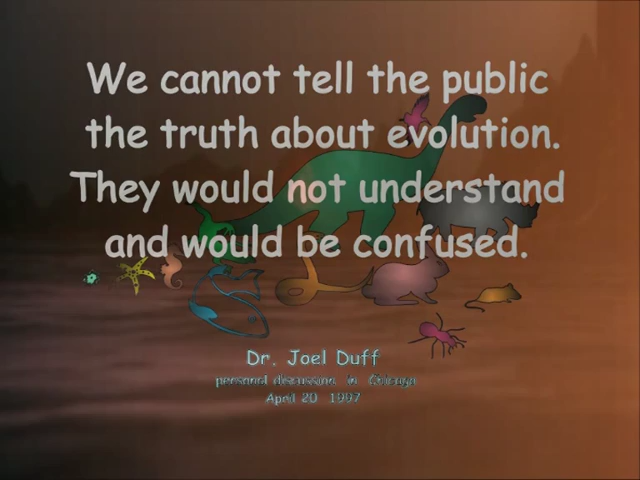 We cannot tell the public
the truth about evolution.
They would not understand
and would be confused.
Dr. Joel Duff
personal discussions in Chicago
April 20 1997